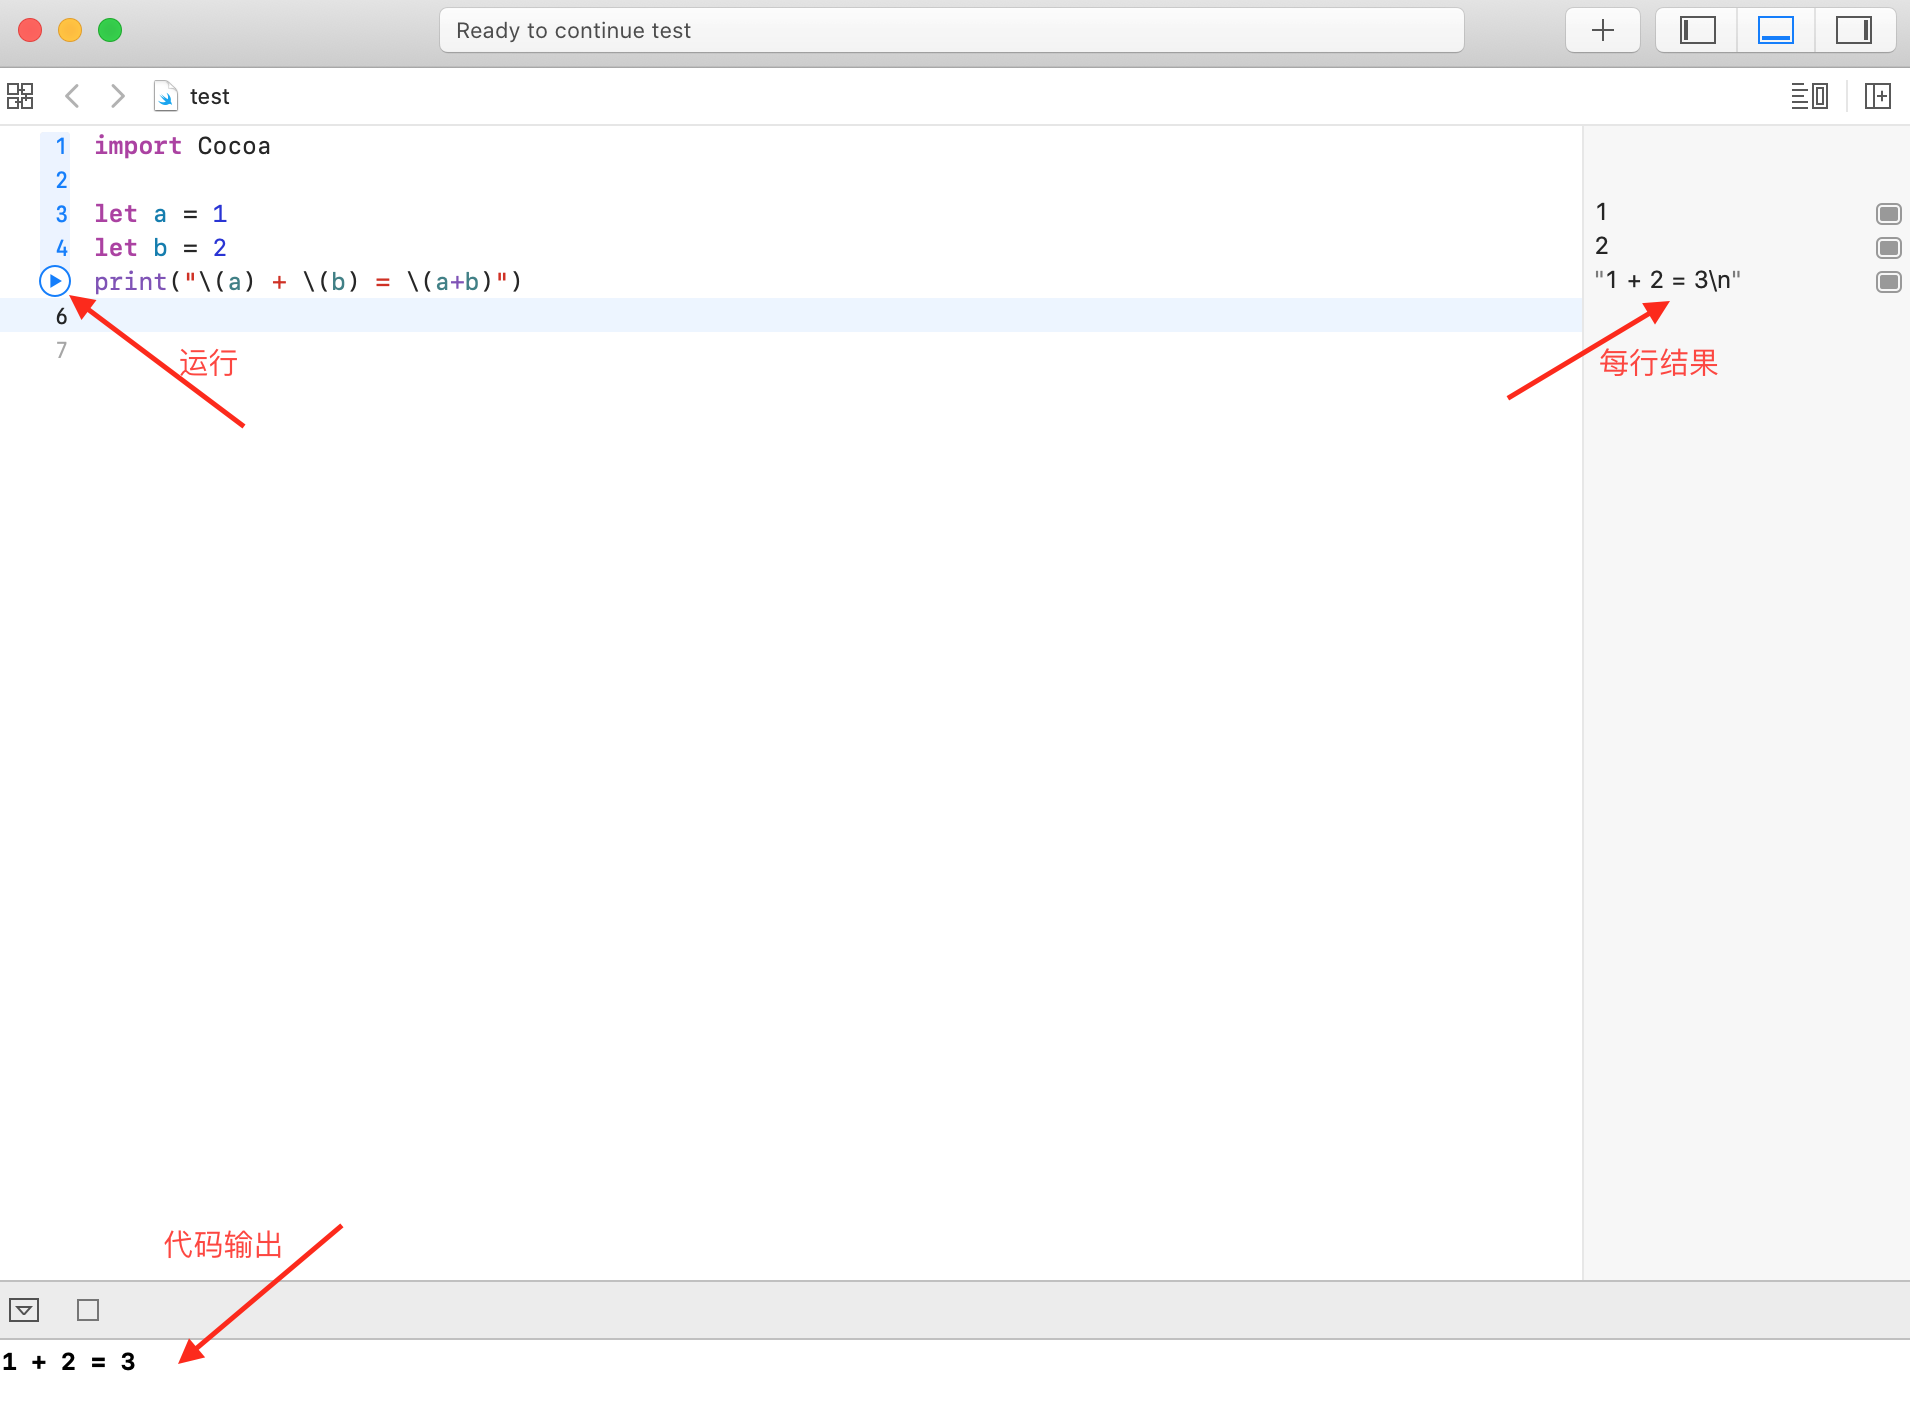 Ready to continue test
test
1 import Cocoa
2
3 let a = 1
1
4 let b = 2
2
print("\(a) + \(b) = \(a+b)")
"1 + 2 = 3\n"
6
7
运行
每行结果
代码输出
1 + 2 = 3